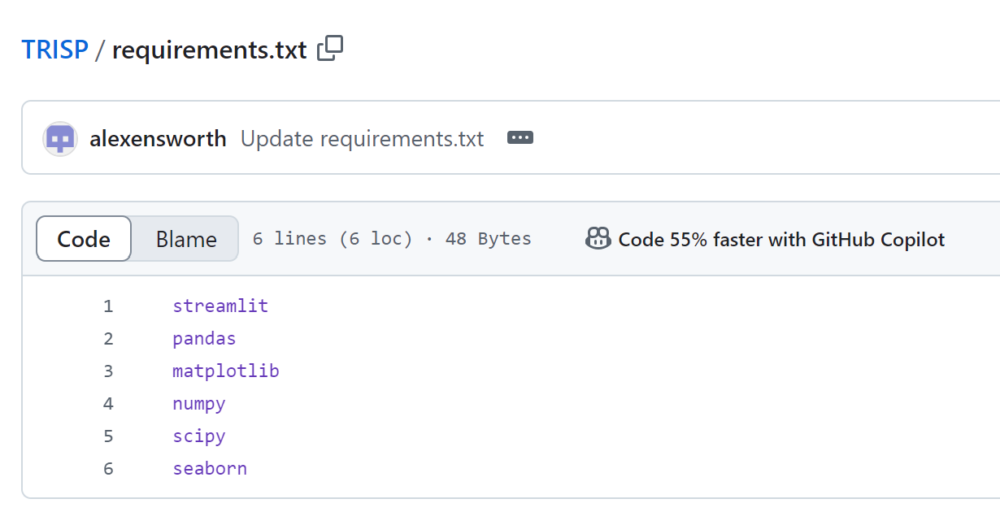 TRISP / requirements.txt
alexensworth Update requirements.txt
Code Blame 6 lines (6 loc) · 48 Bytes Code 55% faster with GitHub Copilot
1 streamlit
2 pandas
3 matplotlib
4 numpy
5 scipy
6 seaborn